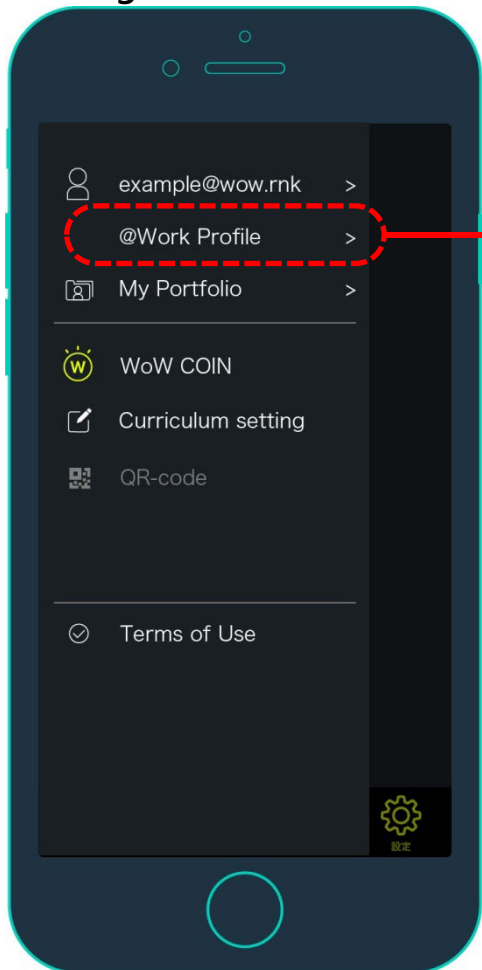 example@wow.rnk >
@Work Profile >
My Portfolio >
W WoW COIN
Curriculum setting
QR-code
Terms of Use
設定